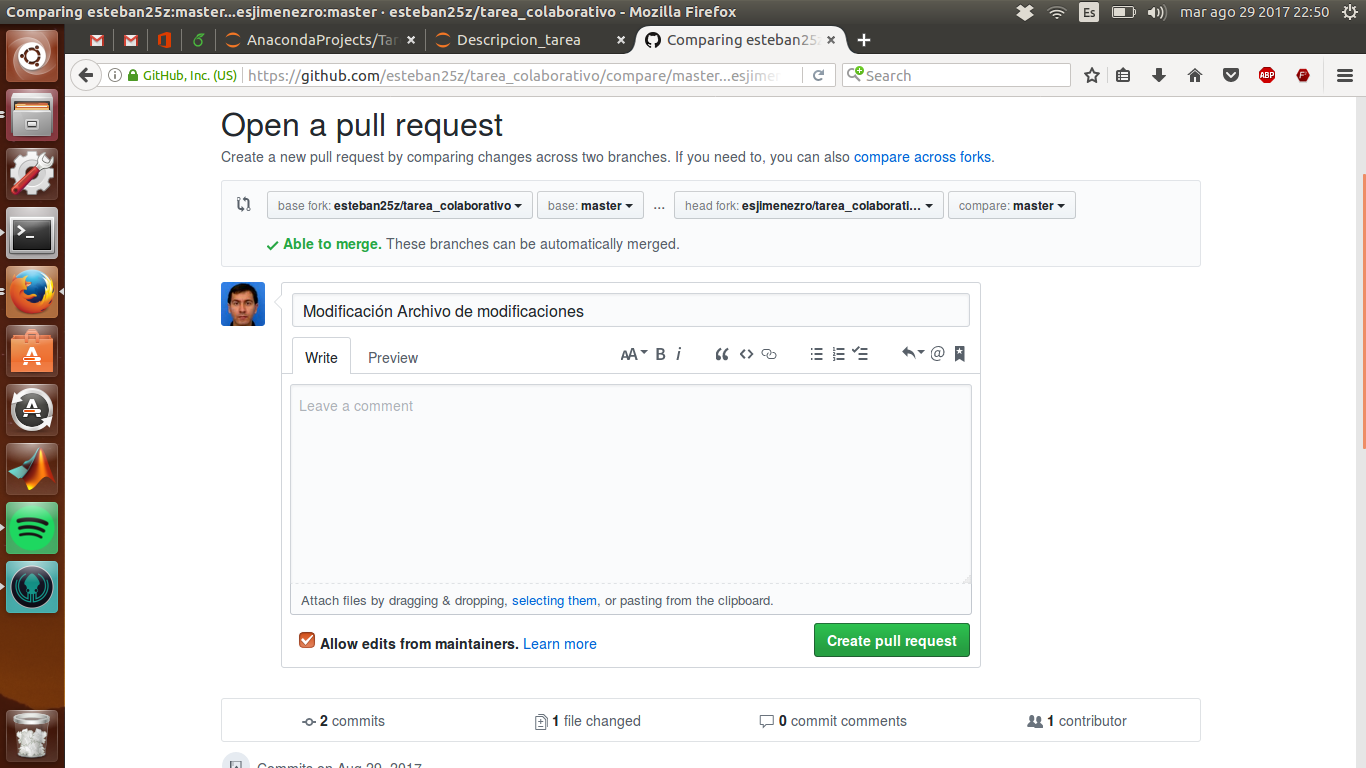 Comparing esteban25z:master...esjimenezro:master · esteban25z/tarea_colaborativo - Mozilla Firefox
Es
mar ago 29 2017 22:50
AnacondaProjects/Tar
Descripcion_tarea
Comparing esteban25z
GitHub, Inc. (US)
https://github.com/esteban25z/tarea_colaborativo/compare/master...esjimen
Search
ABP
Open a pull request
Create a new pull request by comparing changes across two branches. If you need to, you can also compare across forks.
base fork: esteban25z/tarea_colaborativo
base: master
...
head fork: esjimenezro/tarea_colaborati...
compare: master
Able to merge. These branches can be automatically merged.
Modificación Archivo de modificaciones
Write
Preview
AA B i
Leave a comment
Attach files by dragging & dropping, selecting them, or pasting from the clipboard.
Allow edits from maintainers. Learn more
Create pull request
2 commits
1 file changed
0 commit comments
1 contributor
Commits on Aug 29, 2017